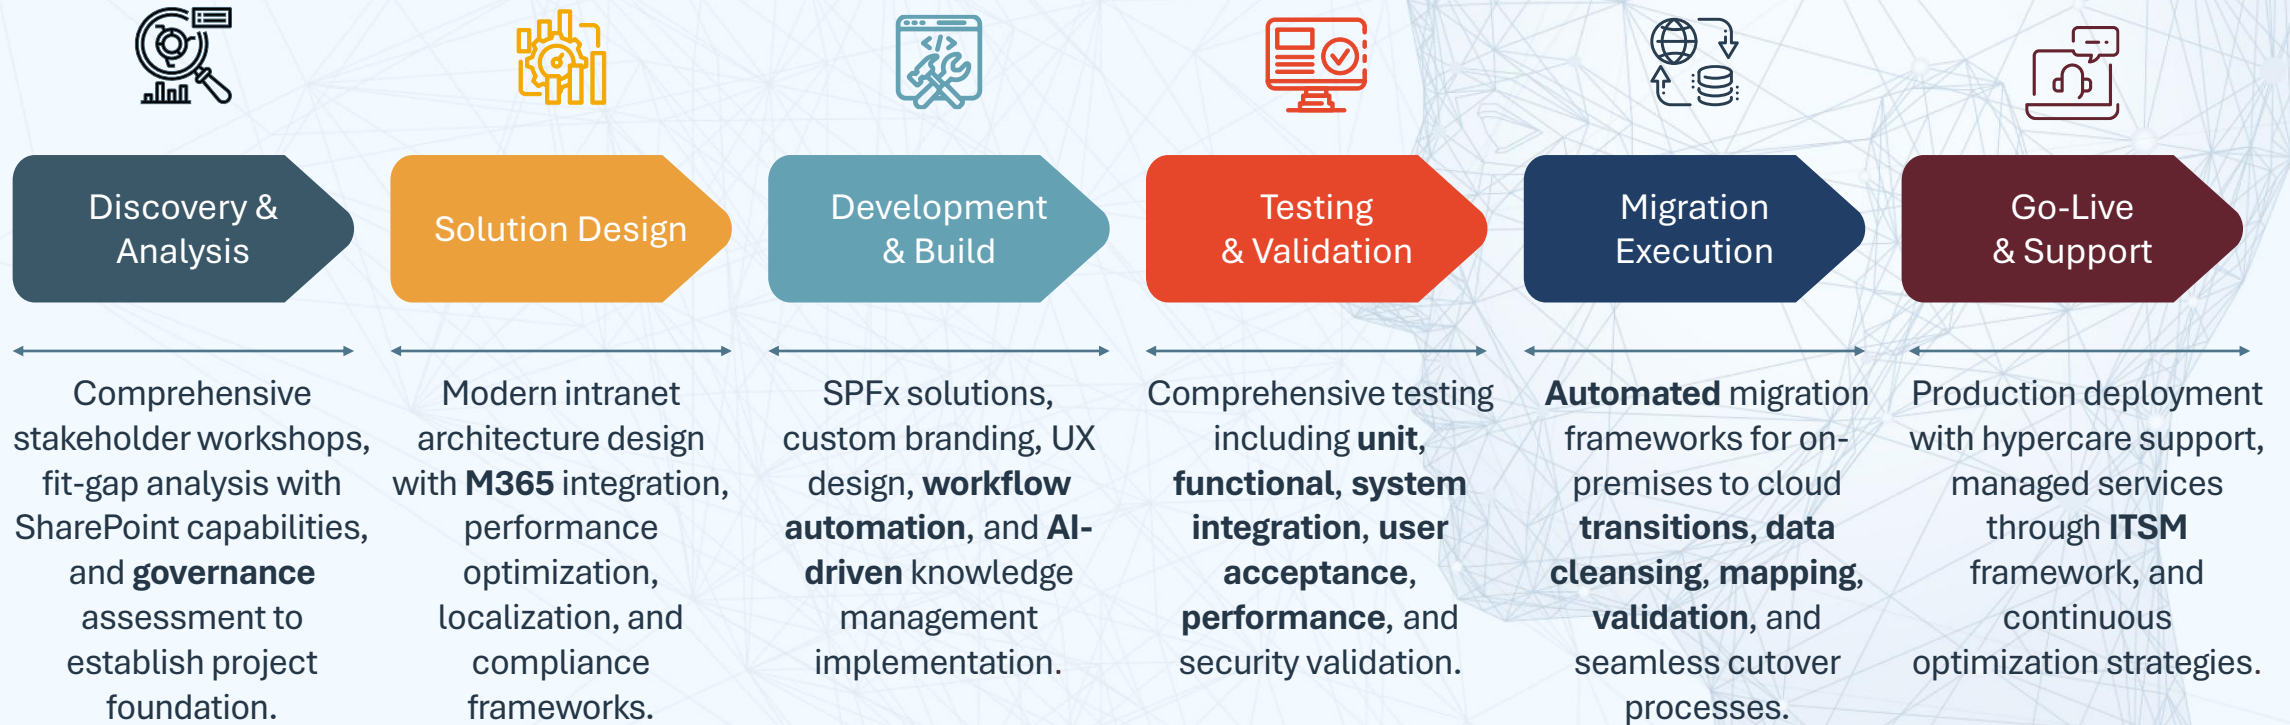 Discovery &
Analysis
Solution Design
Development
& Build
Testing
& Validation
Migration
Execution
Go-Live
& Support
Comprehensive
stakeholder workshops,
fit-gap analysis with
SharePoint capabilities,
and governance
assessment to
establish project
foundation.
Modern intranet
architecture design
with M365 integration,
performance
optimization,
localization, and
compliance
frameworks.
SPFx solutions,
custom branding, UX
design, workflow
automation, and AI-
driven knowledge
management
implementation.
Comprehensive testing
including unit,
functional, system
integration, user
acceptance,
performance, and
security validation.
Automated migration
frameworks for on-
premises to cloud
transitions, data
cleansing, mapping,
validation, and
seamless cutover
processes.
Production deployment
with hypercare support,
managed services
through ITSM
framework, and
continuous
optimization strategies.